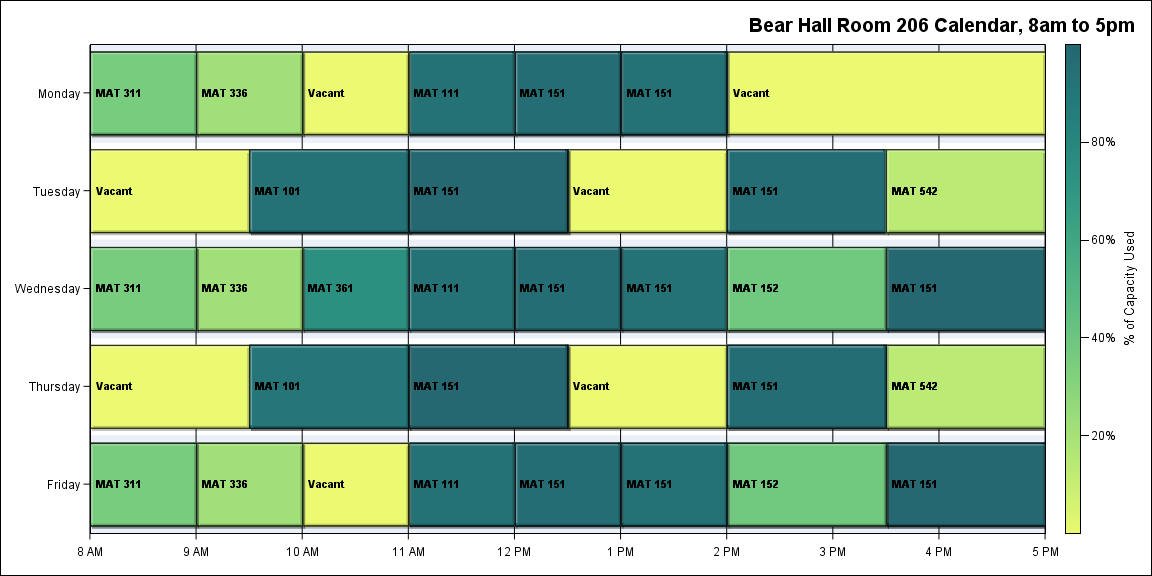 Bear Hall Room 206 Calendar, 8am to 5pm
Monday
MAT 311
MAT 336
Vacant
MAT 111
MAT 151
MAT 151
Vacant
Tuesday
Vacant
MAT 101
MAT 151
Vacant
MAT 151
MAT 542
Wednesday
MAT 311
MAT 336
MAT 361
MAT 111
MAT 151
MAT 151
MAT 152
MAT 151
Thursday
Vacant
MAT 101
MAT 151
Vacant
MAT 151
MAT 542
Friday
MAT 311
MAT 336
Vacant
MAT 111
MAT 151
MAT 151
MAT 152
MAT 151
8 AM
9 AM
10 AM
11 AM
12 PM
1 PM
2 PM
3 PM
4 PM
5 PM
80%
60%
40%
20%
% of Capacity Used